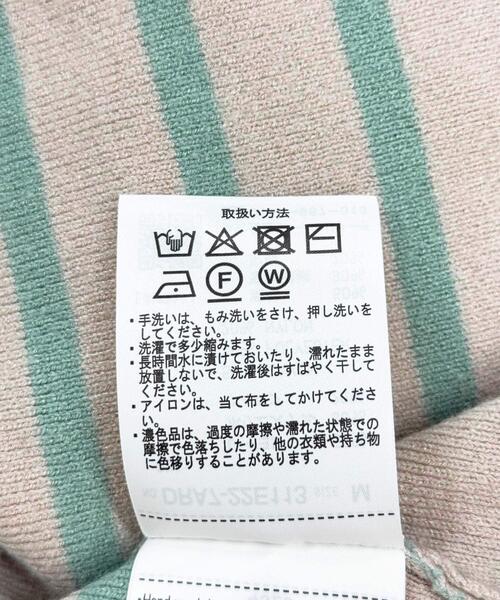 取扱い方法
F W
・手洗いは、もみ洗いをさけ、押し洗いを
してください。
・洗濯で多少縮みます。
・長時間水に漬けておいたり、濡れたまま
放置しないで、洗濯後はすばやく干して
ください。
・アイロンは、当て布をしてかけてくださ
い。
・濃色品は、過度の摩擦や濡れた状態での
摩擦で色落ちしたり、他の衣類や持ち物
に色移りすることがあります。
NO. DRA7-22E113 SIZE M